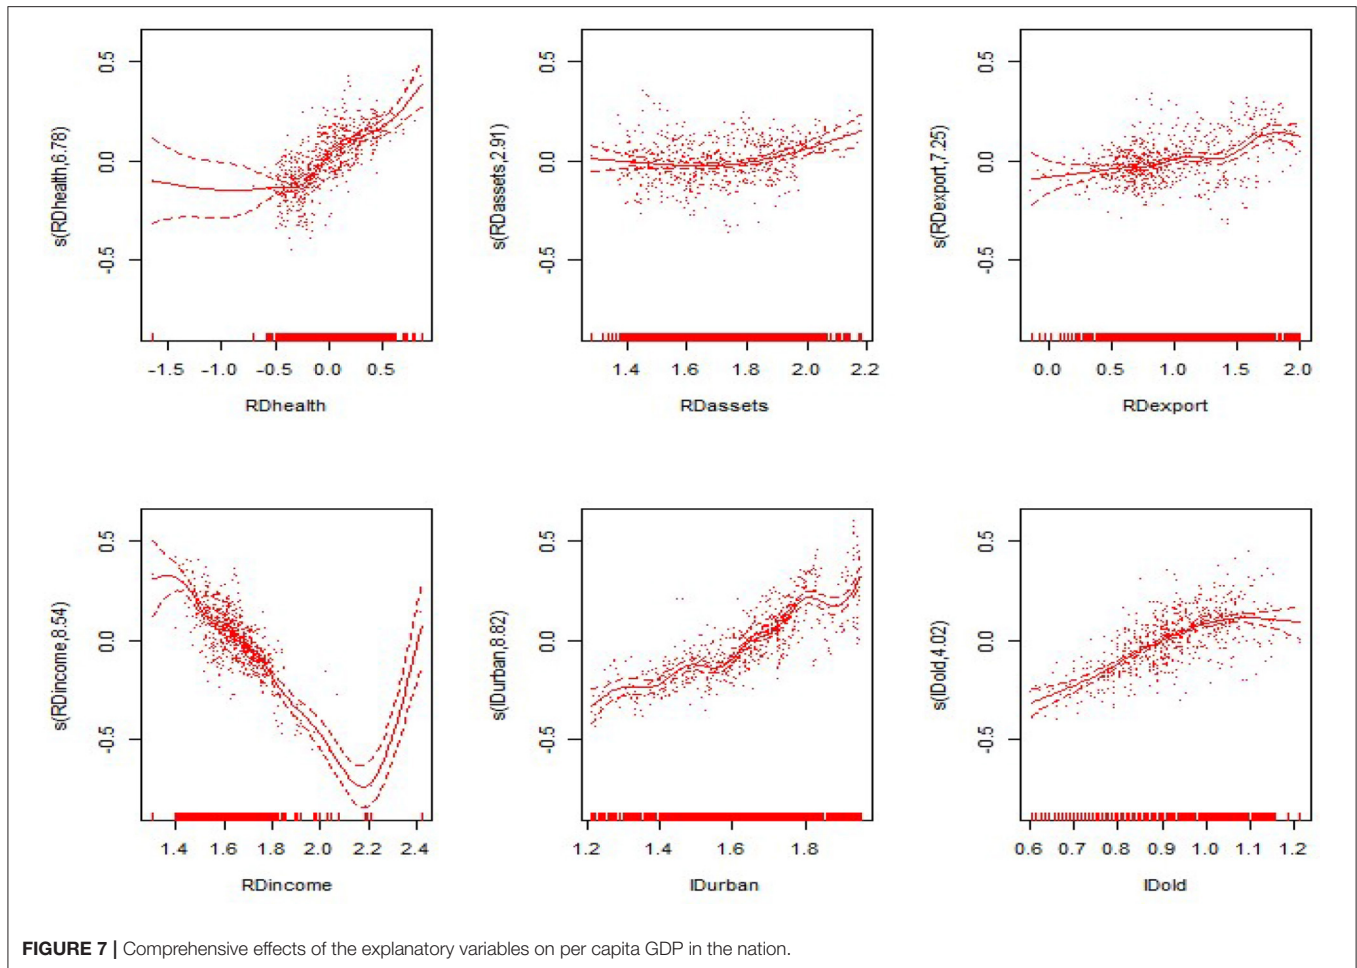 s(RDhealth,6.78)
0.5
0.0
-0.5
-1.5 -1.0 -0.5 0.0 0.5
RDhealth
s(RDassets,2.91)
0.5
0.0
-0.5
1.4 1.6 1.8 2.0 2.2
RDassets
s(RDexport,7.25)
0.5
0.0
-0.5
0.0 0.5 1.0 1.5 2.0
RDexport
s(RDincome,8.54)
0.5
0.0
-0.5
1.4 1.6 1.8 2.0 2.2 2.4
RDincome
s(IDurban,8.82)
0.5
0.0
-0.5
1.2 1.4 1.6 1.8
IDurban
s(IDold,4.02)
0.5
0.0
-0.5
0.6 0.7 0.8 0.9 1.0 1.1 1.2
IDold
FIGURE 7 | Comprehensive effects of the explanatory variables on per capita GDP in the nation.